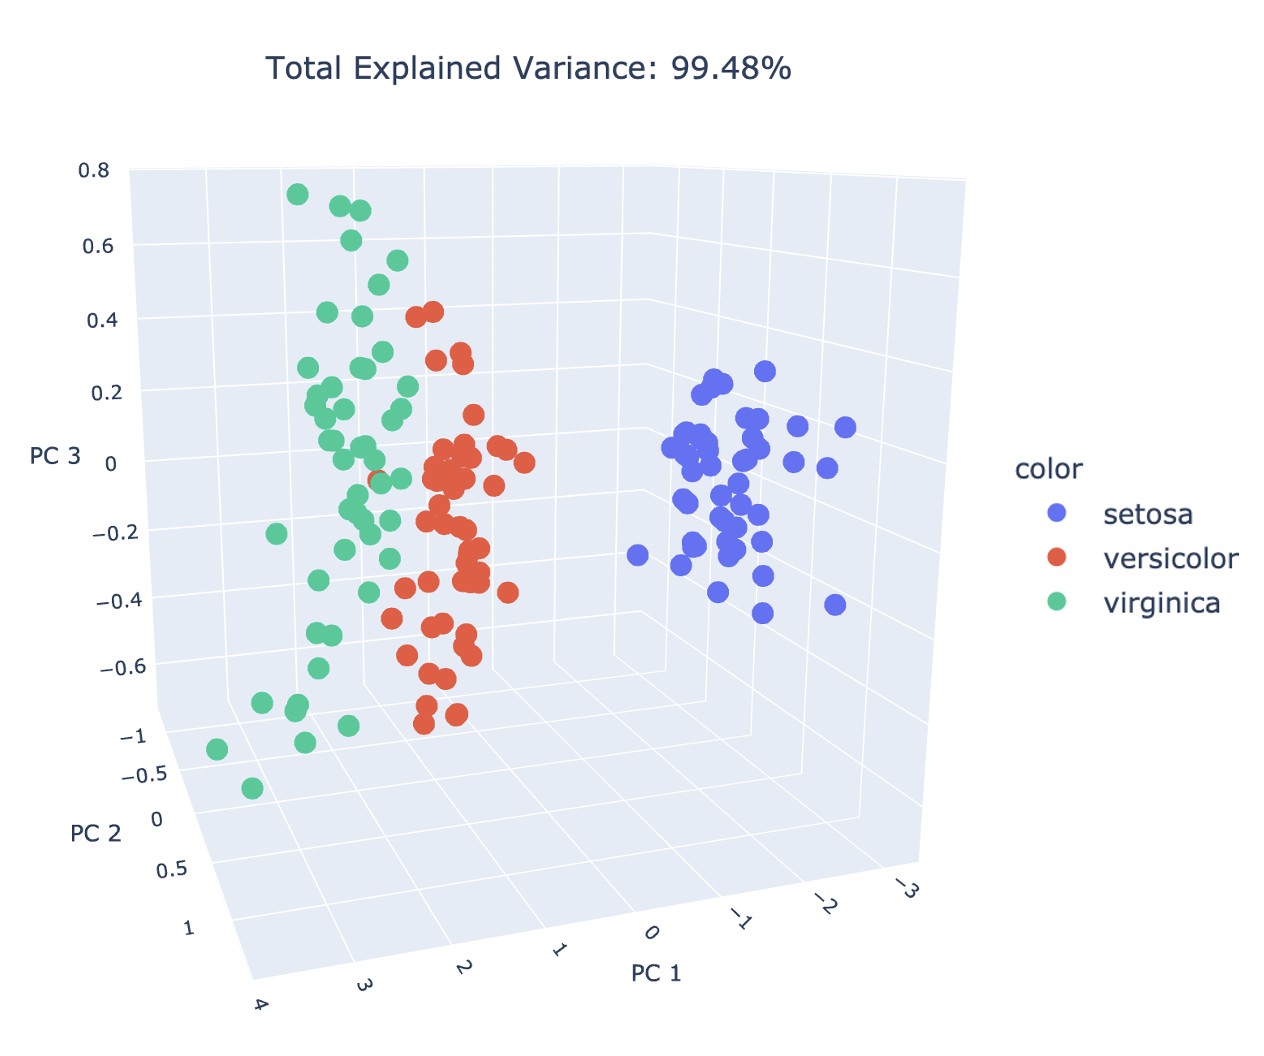 Total Explained Variance: 99.48%
0.8
0.6
0.4
0.2
PC 3
0
−0.2
−0.4
−0.6
−1
−0.5
0
PC 2
0.5
1
4
3
2
1
0
−1
−2
−3
PC 1
color
setosa
versicolor
virginica